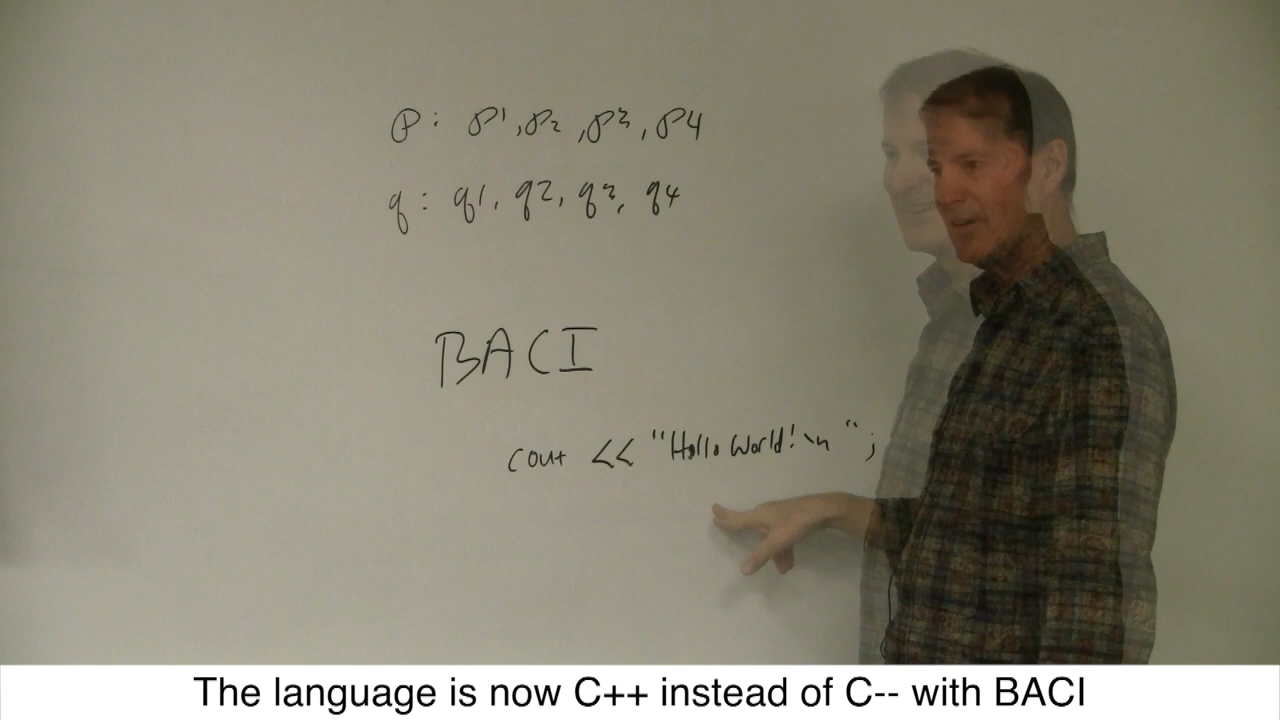 p: p1, p2, p3, p4
q: q1, q2, q3, q4
BACI
cout << "Hello World!\n";
The language is now C++ instead of C-- with BACI